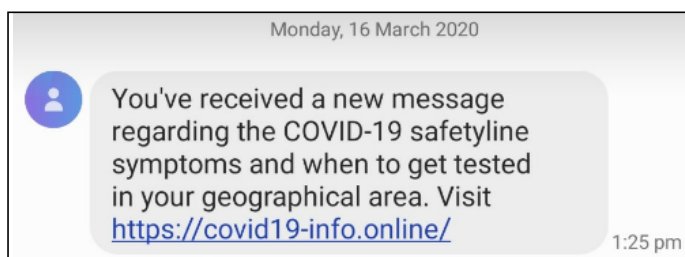 Monday, 16 March 2020
You've received a new message
regarding the COVID-19 safetyline
symptoms and when to get tested
in your geographical area. Visit
https://covid19-info.online/
1:25 pm